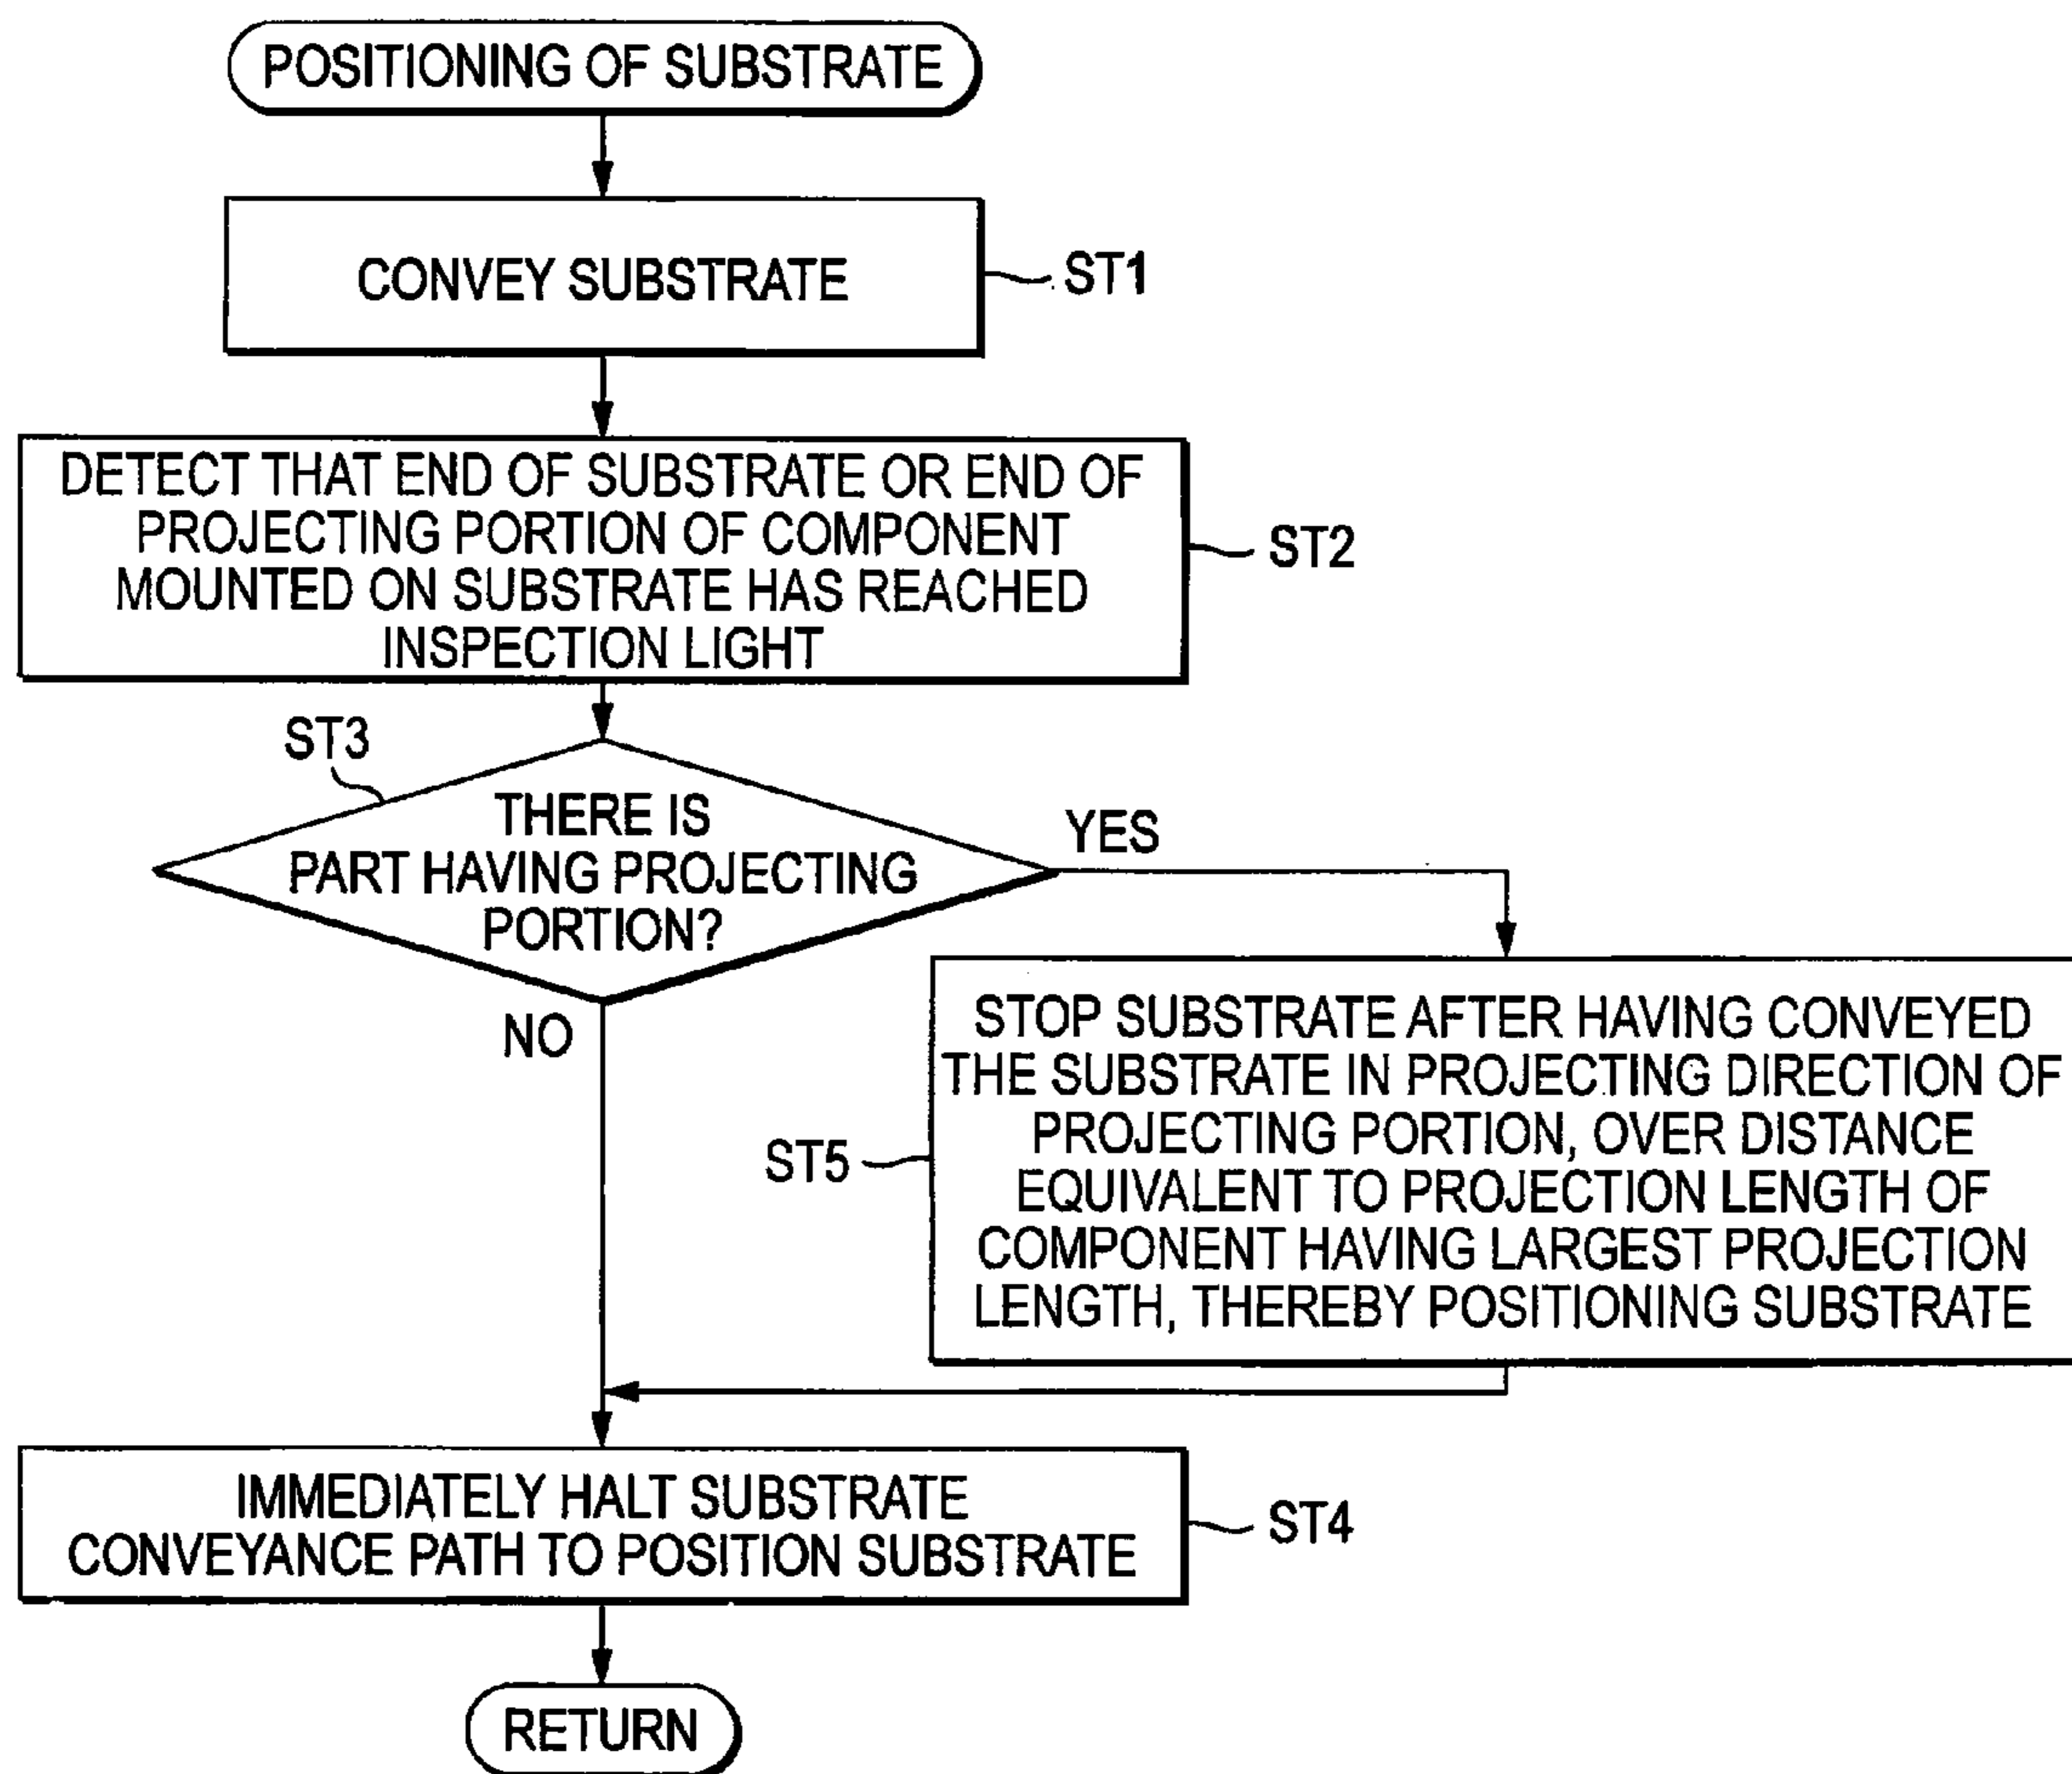 POSITIONING OF SUBSTRATE
CONVEY SUBSTRATE
ST1
DETECT THAT END OF SUBSTRATE OR END OF
PROJECTING PORTION OF COMPONENT
MOUNTED ON SUBSTRATE HAS REACHED
INSPECTION LIGHT
ST2
ST3
THERE IS
PART HAVING PROJECTING
PORTION?
YES
NO
STOP SUBSTRATE AFTER HAVING CONVEYED
THE SUBSTRATE IN PROJECTING DIRECTION OF
PROJECTING PORTION, OVER DISTANCE
EQUIVALENT TO PROJECTION LENGTH OF
COMPONENT HAVING LARGEST PROJECTION
LENGTH, THEREBY POSITIONING SUBSTRATE
ST5
IMMEDIATELY HALT SUBSTRATE
CONVEYANCE PATH TO POSITION SUBSTRATE
ST4
RETURN